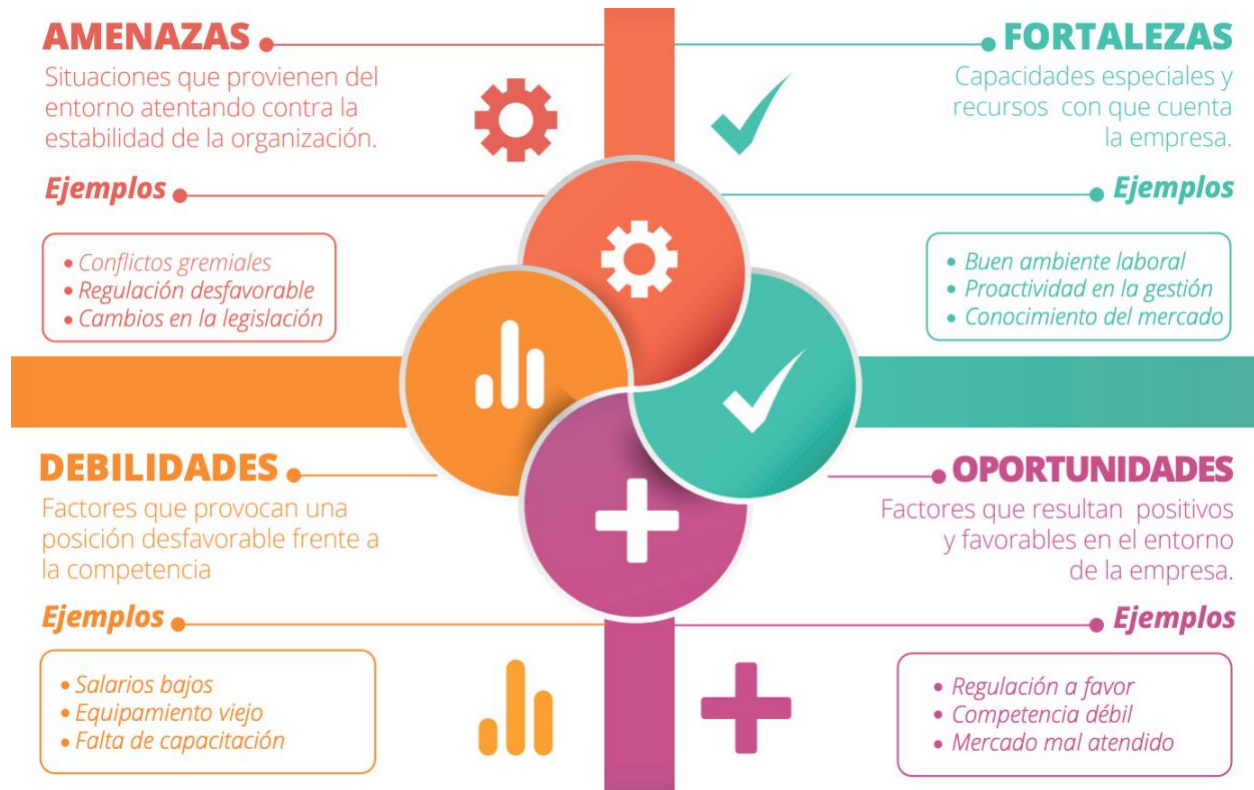 AMENAZAS
Situaciones que provienen del
entorno atentando contra la
estabilidad de la organización.
Ejemplos
• Conflictos gremiales
• Regulación desfavorable
• Cambios en la legislación
FORTALEZAS
Capacidades especiales y
recursos con que cuenta
la empresa.
Ejemplos
• Buen ambiente laboral
• Proactividad en la gestión
• Conocimiento del mercado
DEBILIDADES
Factores que provocan una
posición desfavorable frente a
la competencia
Ejemplos
• Salarios bajos
• Equipamiento viejo
• Falta de capacitación
OPORTUNIDADES
Factores que resultan positivos
y favorables en el entorno
de la empresa.
Ejemplos
• Regulación a favor
• Competencia débil
• Mercado mal atendido